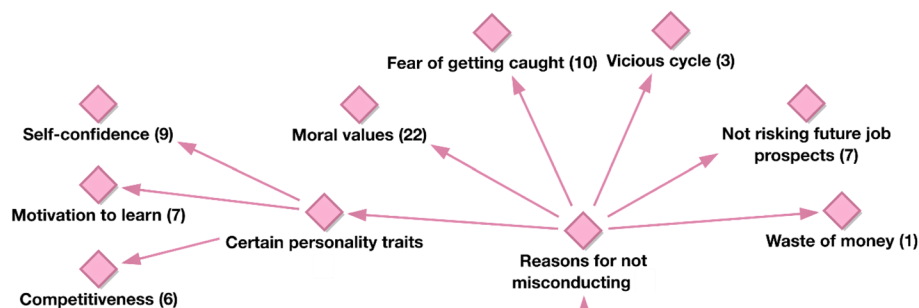 Fear of getting caught (10)
Vicious cycle (3)
Self-confidence (9)
Moral values (22)
Not risking future job
prospects (7)
Motivation to learn (7)
Certain personality traits
Waste of money (1)
Reasons for not
misconducting
Competitiveness (6)